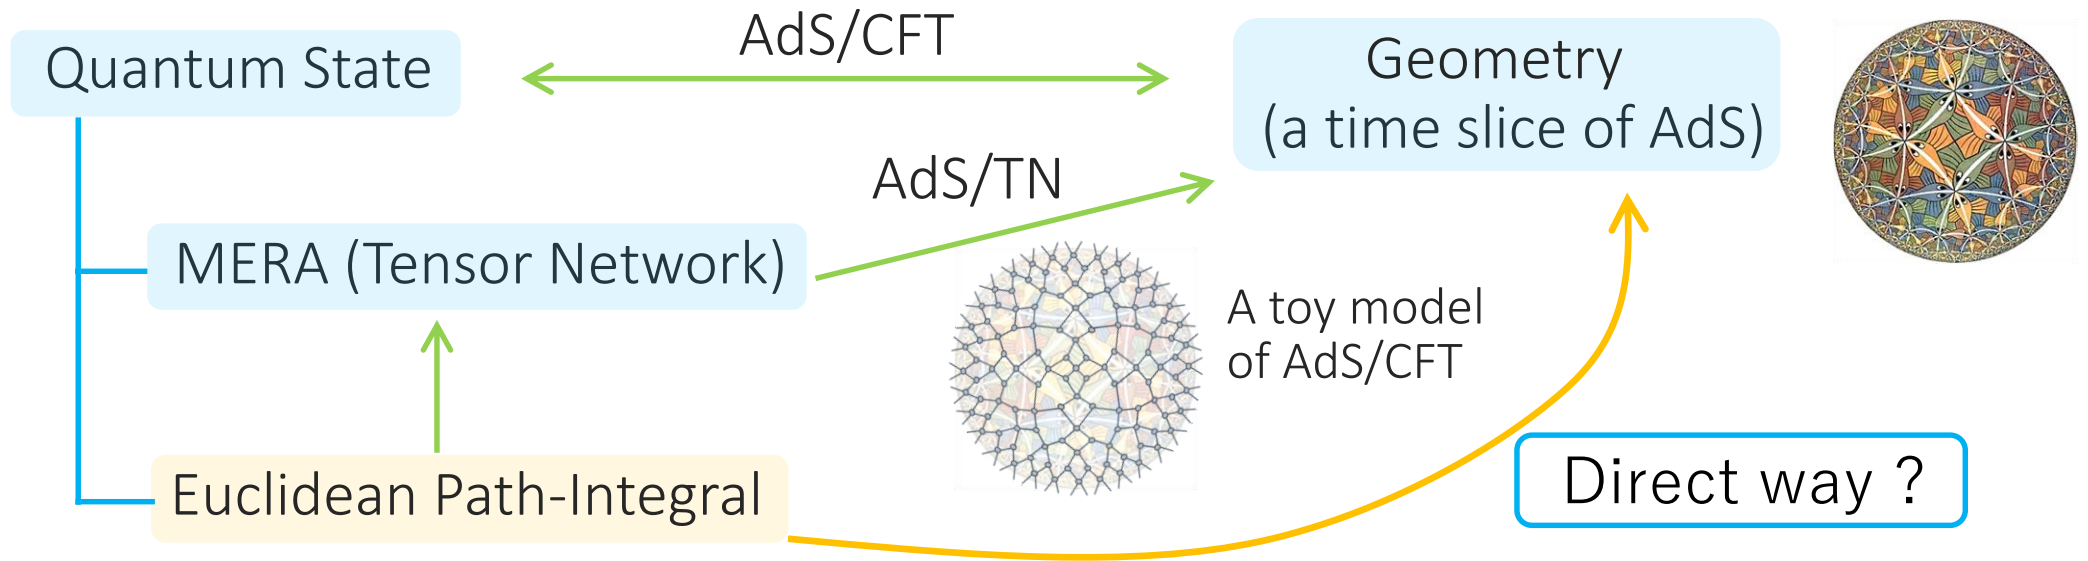 AdS/CFT
Quantum State
Geometry
(a time slice of AdS)
AdS/TN
MERA (Tensor Network)
A toy model
of AdS/CFT
Euclidean Path-Integral
Direct way ?